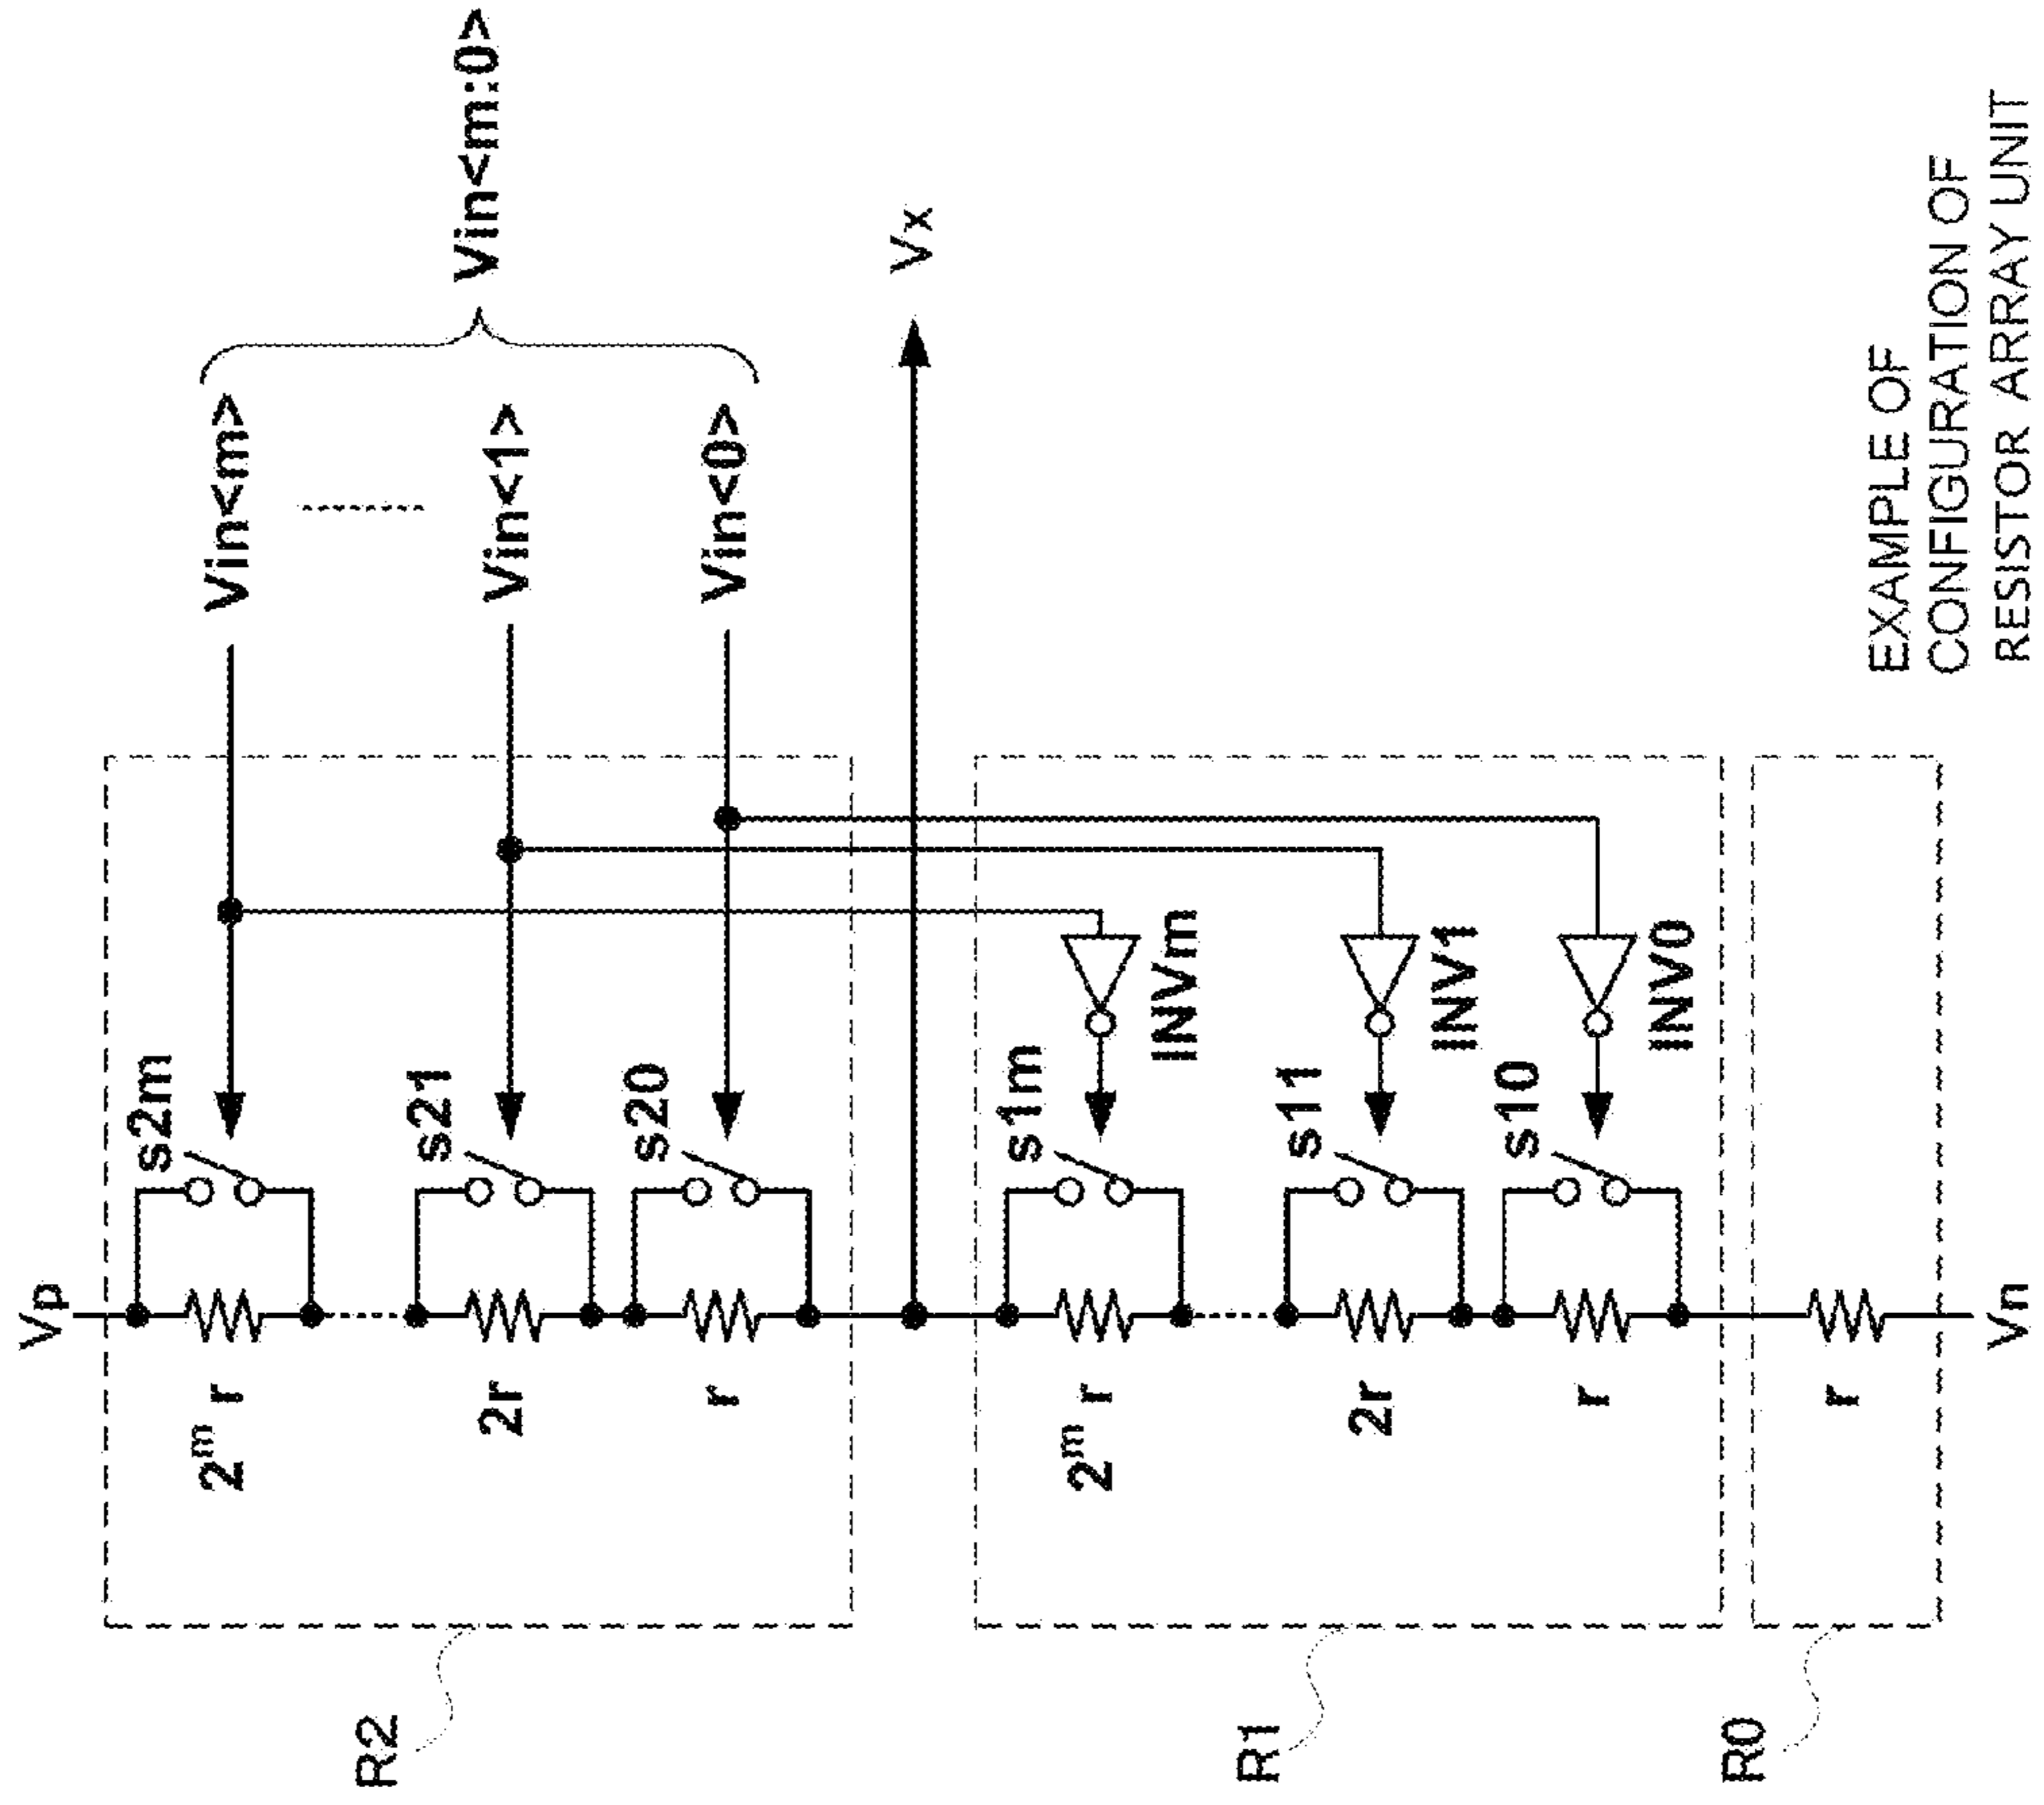 Vin<m:0>
Vin<m>
Vin<1>
Vin<0>
Vx
s2m
s21
s20
s1m
s11
s10
INVm
INV1
INV0
Vp
2ᵐ r
2r
r
2ᵐ r
2r
r
r
Vn
R2
R1
R0
EXAMPLE OF
CONFIGURATION OF
RESISTOR ARRAY UNIT